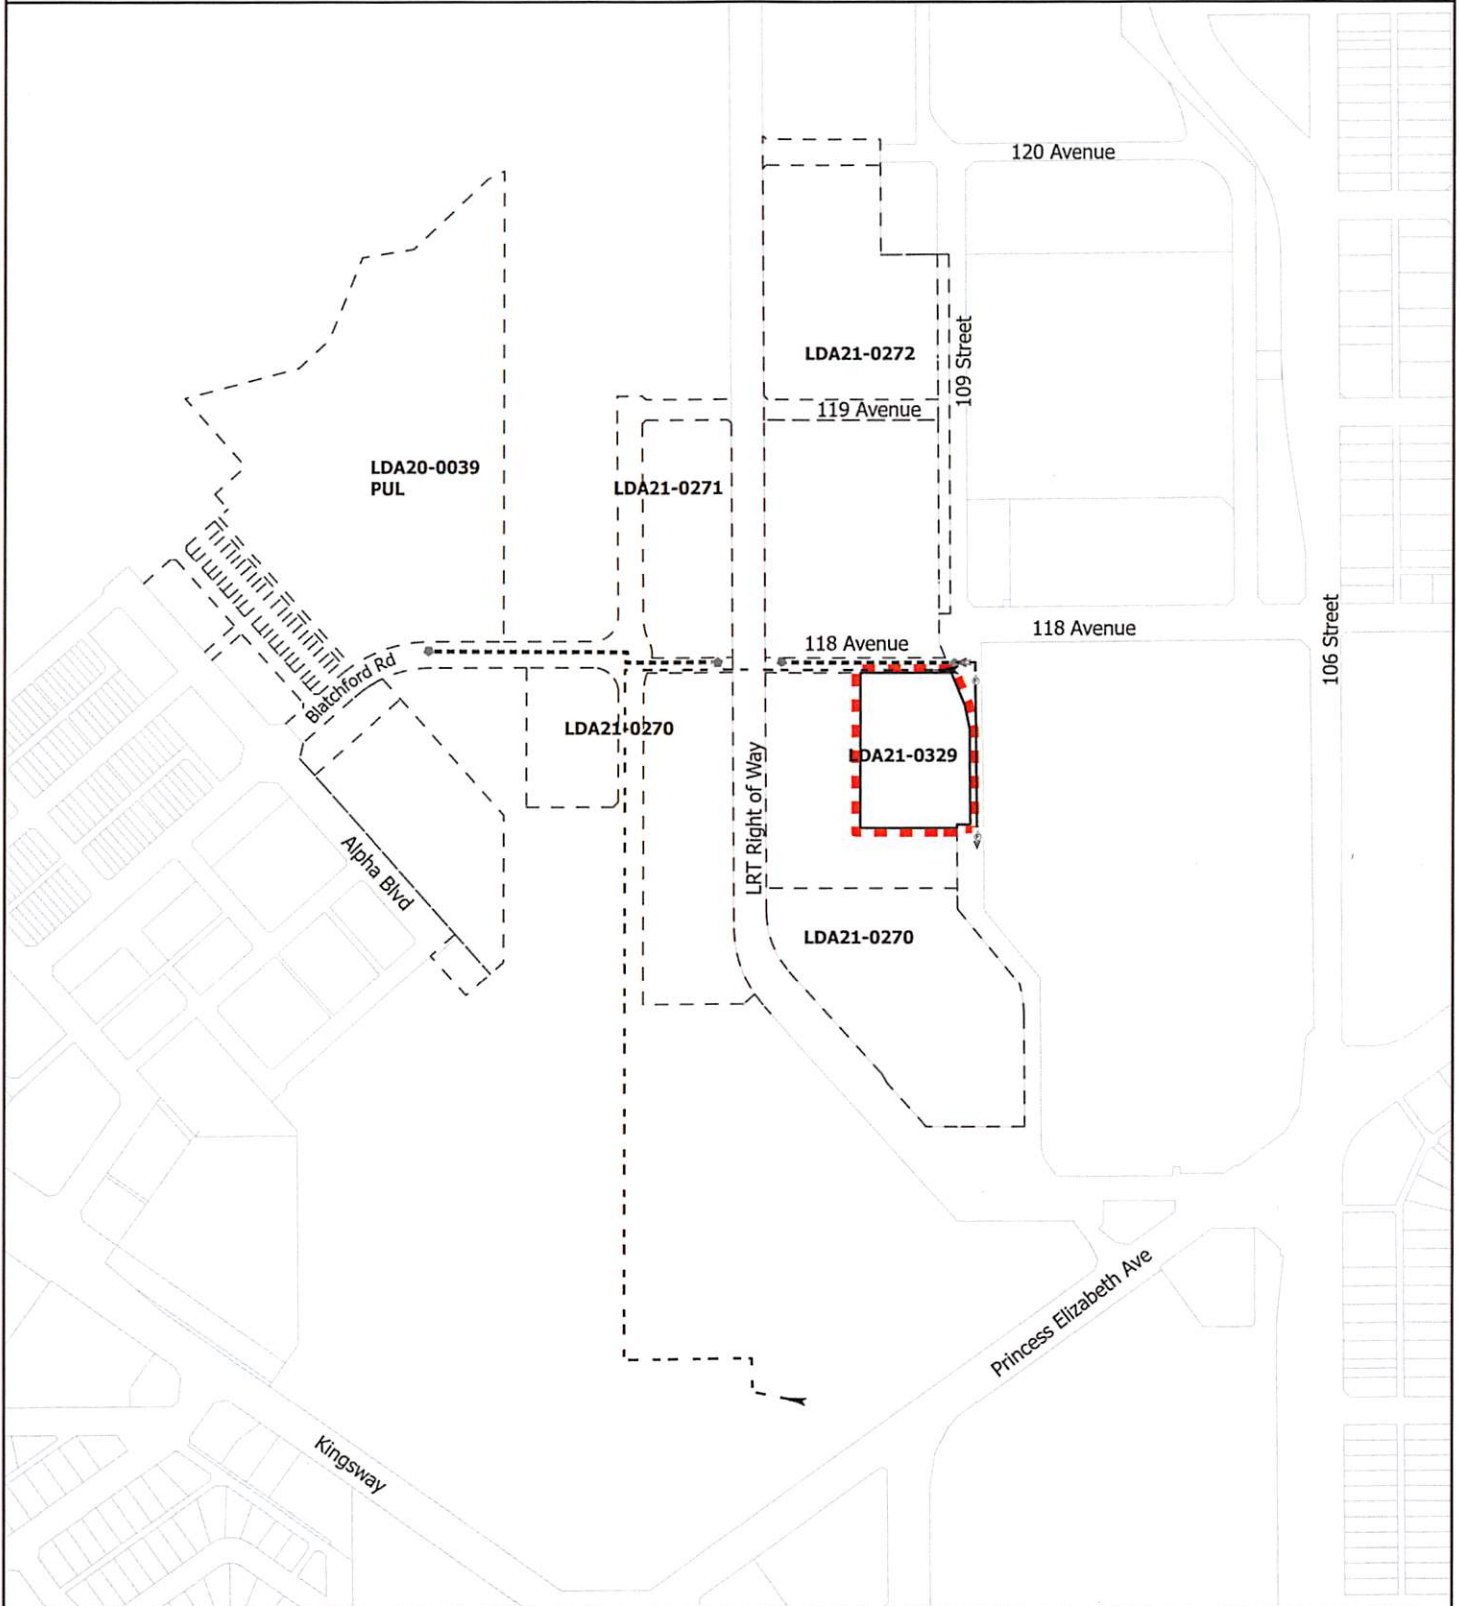 120 Avenue
109 Street
LDA21-0272
119 Avenue
LDA20-0039
PUL
LDA21-0271
106 Street
118 Avenue
118 Avenue
Blatchford Rd
LDA21-0270
LDA21-0329
LRT Right of Way
Alpha Blvd
LDA21-0270
Princess Elizabeth Ave
Kingsway